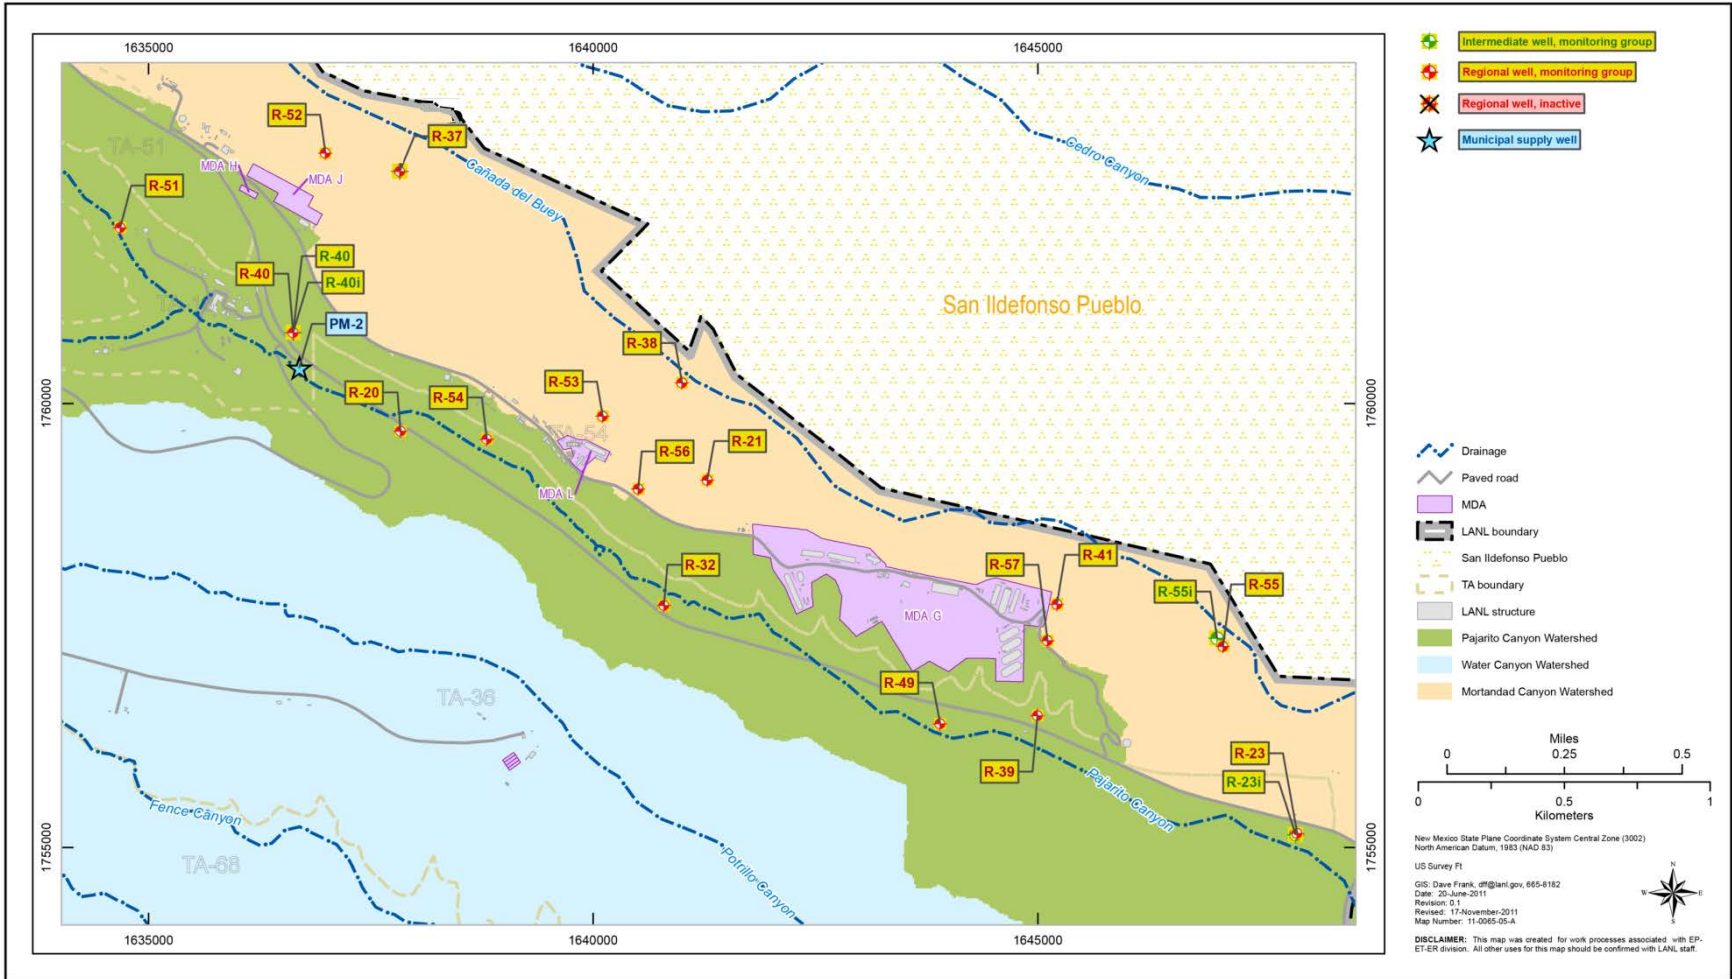 1635000
1640000
1645000
R-52
R-37
TA-51
MDA H
MDA J
R-51
Cañada del Buey
Cedro Canyon
R-40
R-40
R-40i
PM-2
San Ildefonso Pueblo
R-38
R-53
R-20
R-54
1760000
1760000
TA-54
R-56
R-21
MDA L
R-32
R-57
R-41
R-55i
R-55
MDA G
R-49
TA-36
R-39
R-23
R-23i
Pajarito Canyon
Fence Canyon
TA-68
Potrillo Canyon
1755000
1755000
1635000
1640000
1645000
Intermediate well, monitoring group
Regional well, monitoring group
Regional well, inactive
Municipal supply well
Drainage
Paved road
MDA
LANL boundary
San Ildefonso Pueblo
TA boundary
LANL structure
Pajarito Canyon Watershed
Water Canyon Watershed
Mortandad Canyon Watershed
Miles
0 0.25 0.5
0 0.5 1
Kilometers
New Mexico State Plane Coordinate System Central Zone (3002)
North American Datum, 1983 (NAD 83)
US Survey Ft
GIS: Dave Frank, dff@lanl.gov, 665-8182
Date: 20-June-2011
Revision: 0.1
Revised: 17-November-2011
Map Number: 11-0065-05-A
N
W E
S
DISCLAIMER: This map was created for work processes associated with EP-
ET-ER division. All other uses for this map should be confirmed with LANL staff.